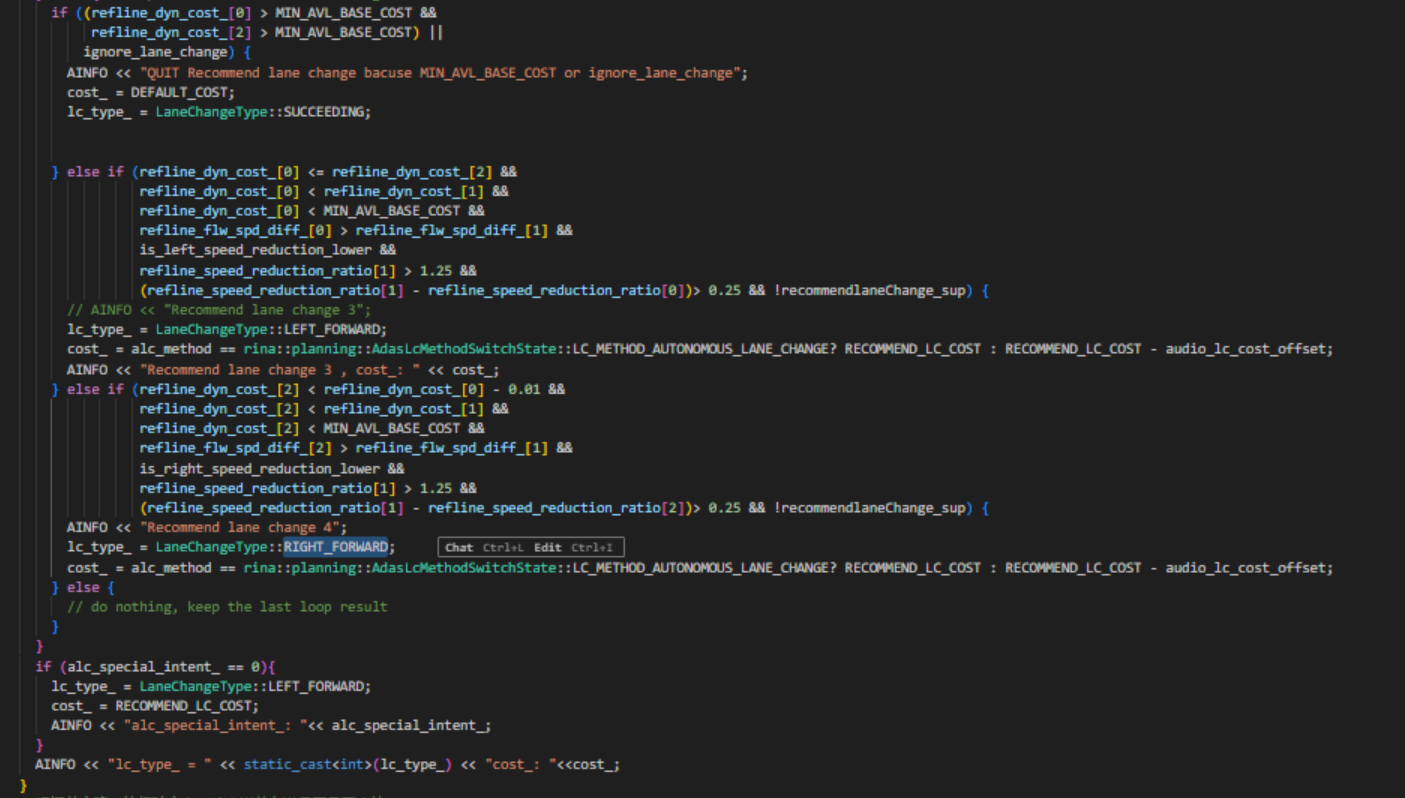 if ((refline_dyn_cost_[0] > MIN_AVL_BASE_COST &&
refline_dyn_cost_[2] > MIN_AVL_BASE_COST) ||
ignore_lane_change) {
AINFO << "QUIT Recommend lane change bacuse MIN_AVL_BASE_COST or ignore_lane_change";
cost_ = DEFAULT_COST;
lc_type_ = LaneChangeType::SUCCEEDING;
} else if (refline_dyn_cost_[0] <= refline_dyn_cost_[2] &&
refline_dyn_cost_[0] < refline_dyn_cost_[1] &&
refline_dyn_cost_[0] < MIN_AVL_BASE_COST &&
refline_flw_spd_diff_[0] > refline_flw_spd_diff_[1] &&
is_left_speed_reduction_lower &&
refline_speed_reduction_ratio[1] > 1.25 &&
(refline_speed_reduction_ratio[1] - refline_speed_reduction_ratio[0])> 0.25 && !recommendlaneChange_sup) {
// AINFO << "Recommend lane change 3";
lc_type_ = LaneChangeType::LEFT_FORWARD;
cost_ = alc_method == rina::planning::AdasLcMethodSwitchState::LC_METHOD_AUTONOMOUS_LANE_CHANGE? RECOMMEND_LC_COST : RECOMMEND_LC_COST - audio_lc_cost_offset;
AINFO << "Recommend lane change 3 , cost_: " << cost_;
} else if (refline_dyn_cost_[2] < refline_dyn_cost_[0] - 0.01 &&
refline_dyn_cost_[2] < refline_dyn_cost_[1] &&
refline_dyn_cost_[2] < MIN_AVL_BASE_COST &&
refline_flw_spd_diff_[2] > refline_flw_spd_diff_[1] &&
is_right_speed_reduction_lower &&
refline_speed_reduction_ratio[1] > 1.25 &&
(refline_speed_reduction_ratio[1] - refline_speed_reduction_ratio[2])> 0.25 && !recommendlaneChange_sup) {
AINFO << "Recommend lane change 4";
lc_type_ = LaneChangeType::RIGHT_FORWARD; Chat Ctrl+L Edit Ctrl+I
cost_ = alc_method == rina::planning::AdasLcMethodSwitchState::LC_METHOD_AUTONOMOUS_LANE_CHANGE? RECOMMEND_LC_COST : RECOMMEND_LC_COST - audio_lc_cost_offset;
} else {
// do nothing, keep the last loop result
}
}
if (alc_special_intent_ == 0){
lc_type_ = LaneChangeType::LEFT_FORWARD;
cost_ = RECOMMEND_LC_COST;
AINFO << "alc_special_intent_: "<< alc_special_intent_;
}
AINFO << "lc_type_ = " << static_cast<int>(lc_type_) << "cost_: "<<cost_;
}